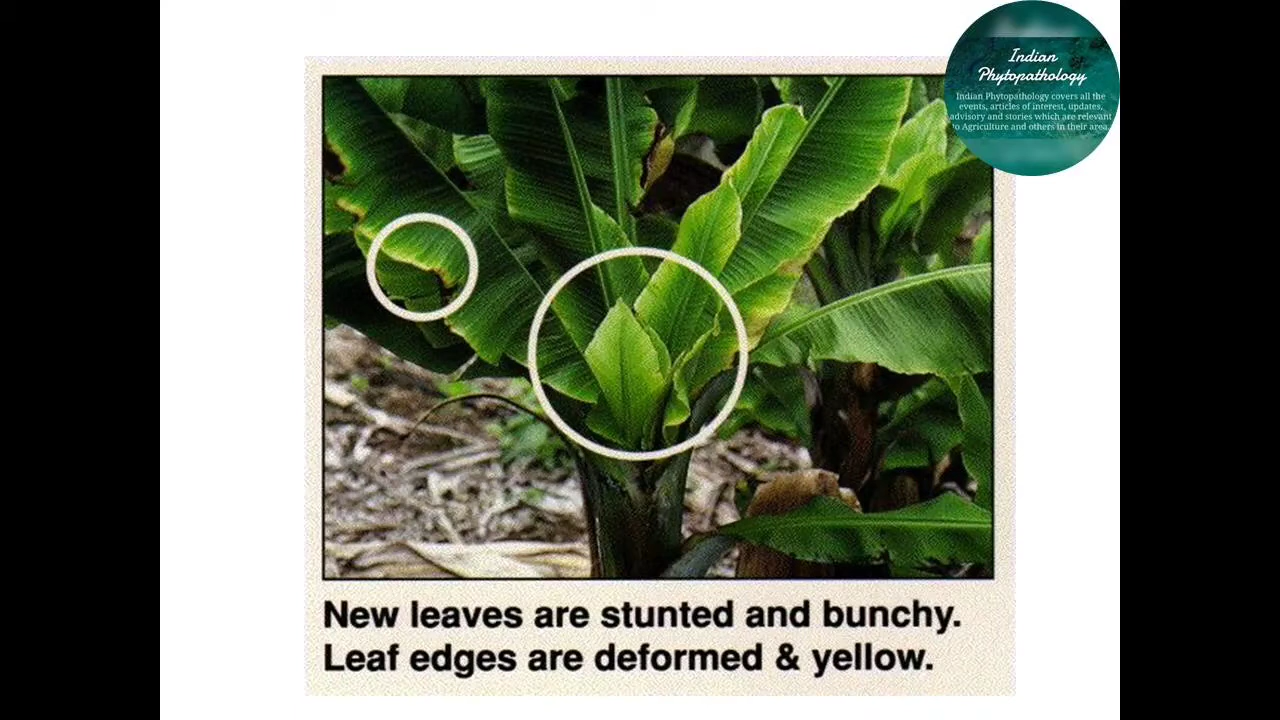 Indian
Phytopathology
Indian Phytopathology covers all the
events, articles of interest, updates,
advisory and stories which are relevant
to Agriculture and others in their area.
New leaves are stunted and bunchy.
Leaf edges are deformed & yellow.